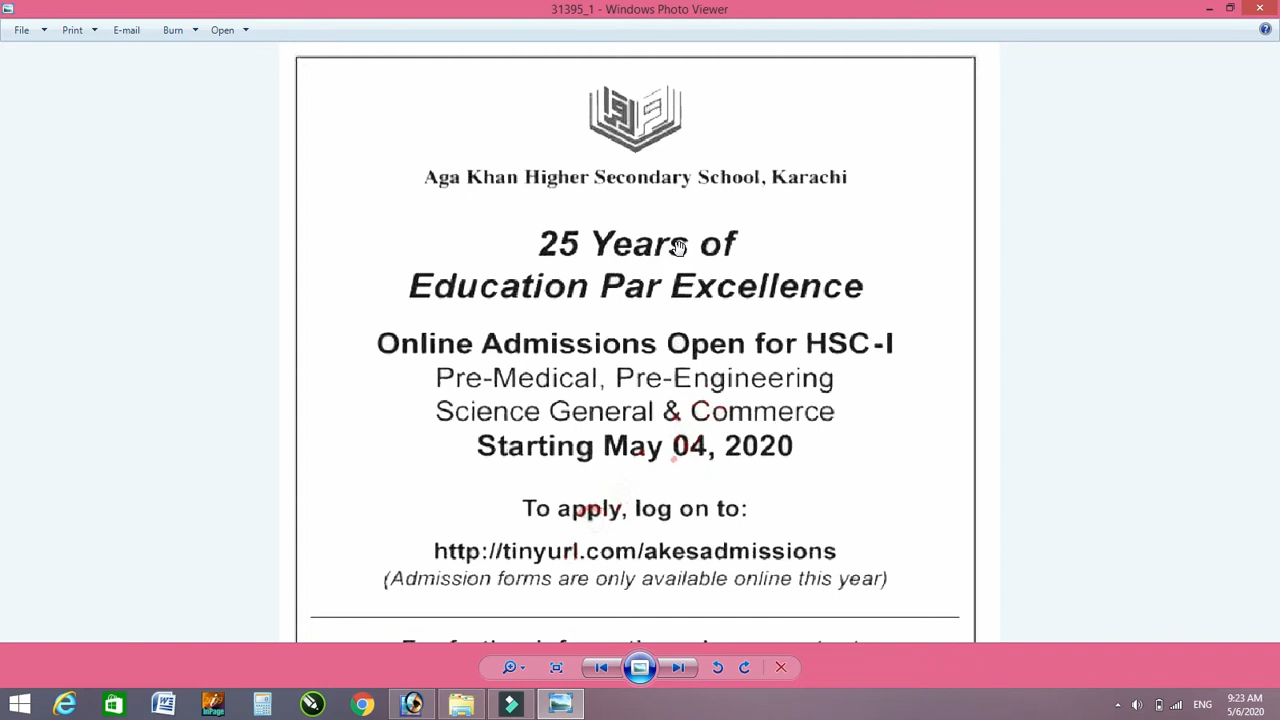 31395_1 - Windows Photo Viewer
File Print E-mail Burn Open
Aga Khan Higher Secondary School, Karachi
25 Years of
Education Par Excellence
Online Admissions Open for HSC-I
Pre-Medical, Pre-Engineering
Science General & Commerce
Starting May 04, 2020
To apply, log on to:
http://tinyurl.com/akesadmissions
(Admission forms are only available online this year)
ENG
9:23 AM
5/6/2020